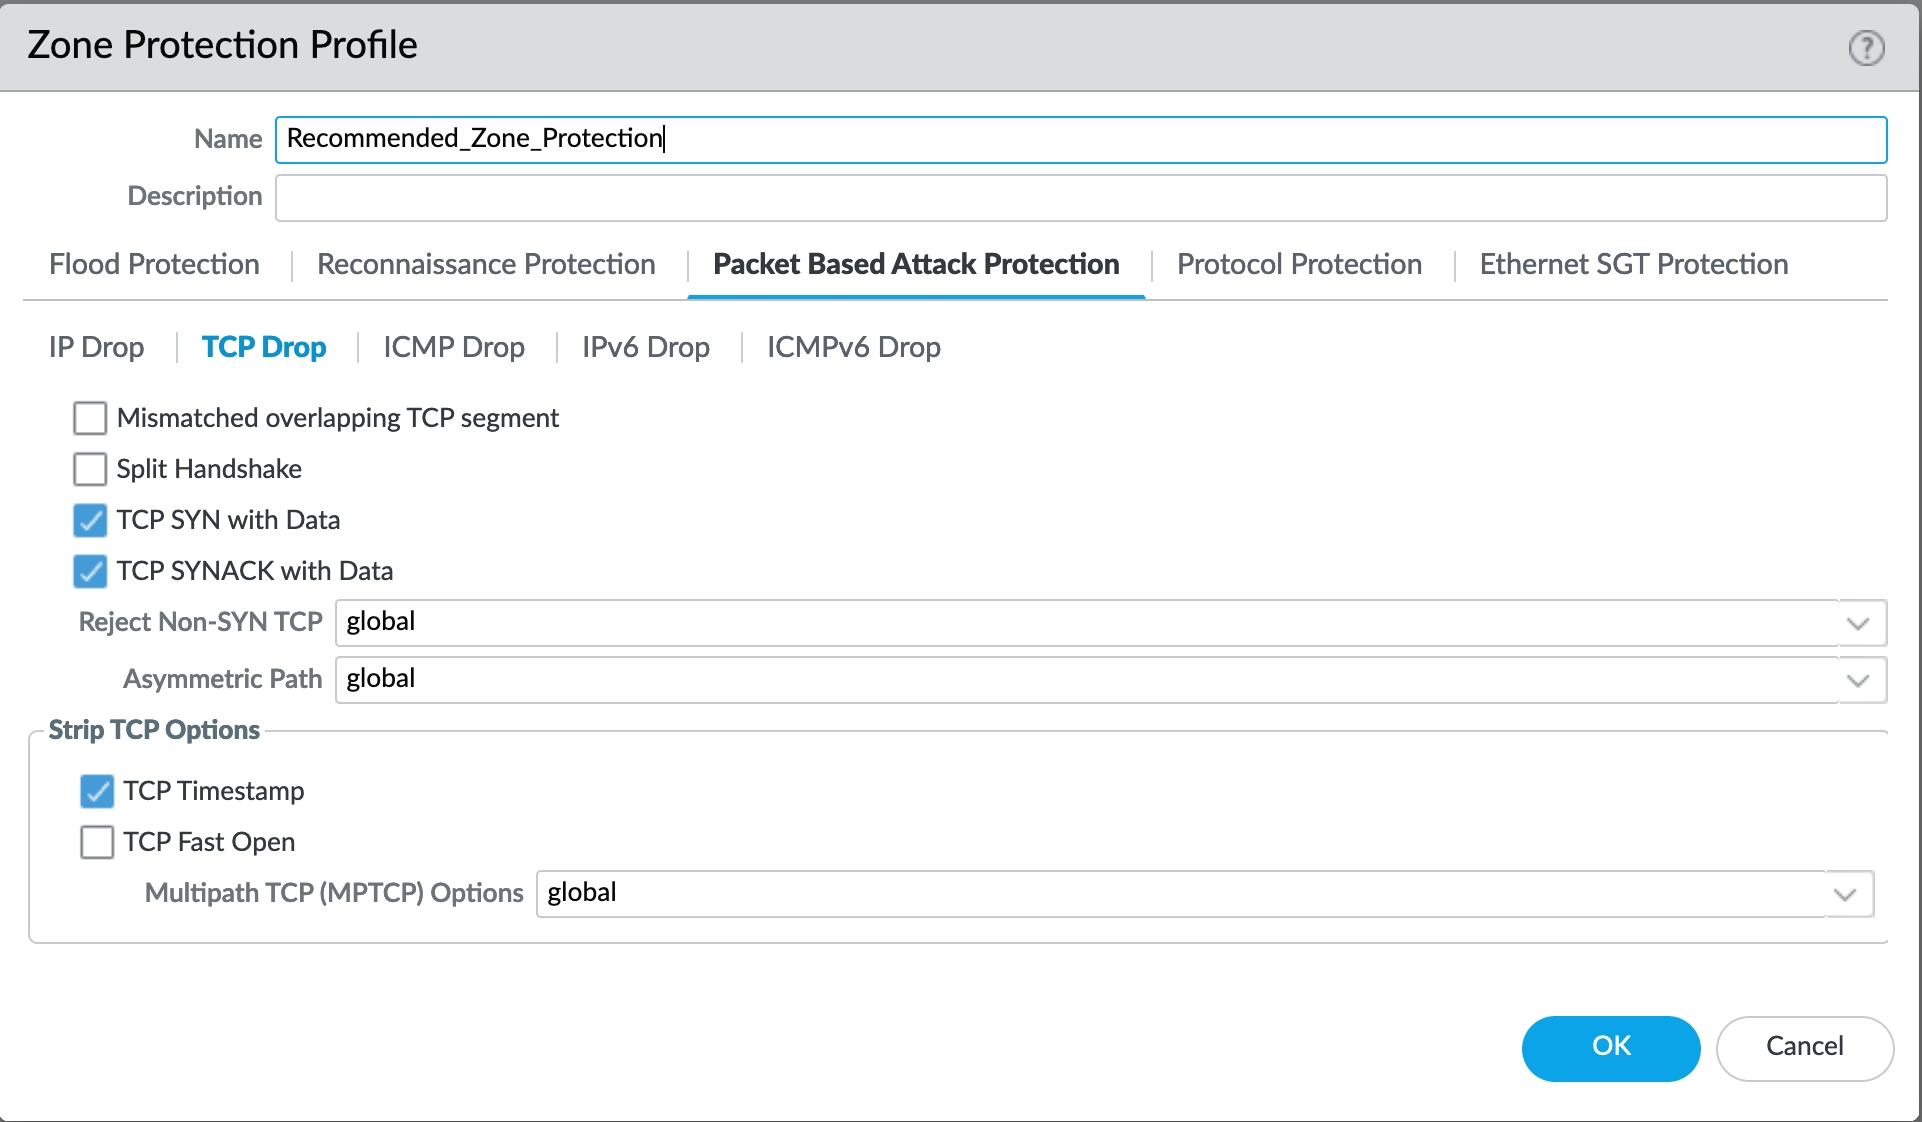 Zone Protection Profile
?
Name Recommended_Zone_Protection
Description
Flood Protection Reconnaissance Protection Packet Based Attack Protection Protocol Protection Ethernet SGT Protection
IP Drop TCP Drop ICMP Drop IPv6 Drop ICMPv6 Drop
Mismatched overlapping TCP segment
Split Handshake
TCP SYN with Data
TCP SYNACK with Data
Reject Non-SYN TCP global
Asymmetric Path global
Strip TCP Options
TCP Timestamp
TCP Fast Open
Multipath TCP (MPTCP) Options global
OK Cancel